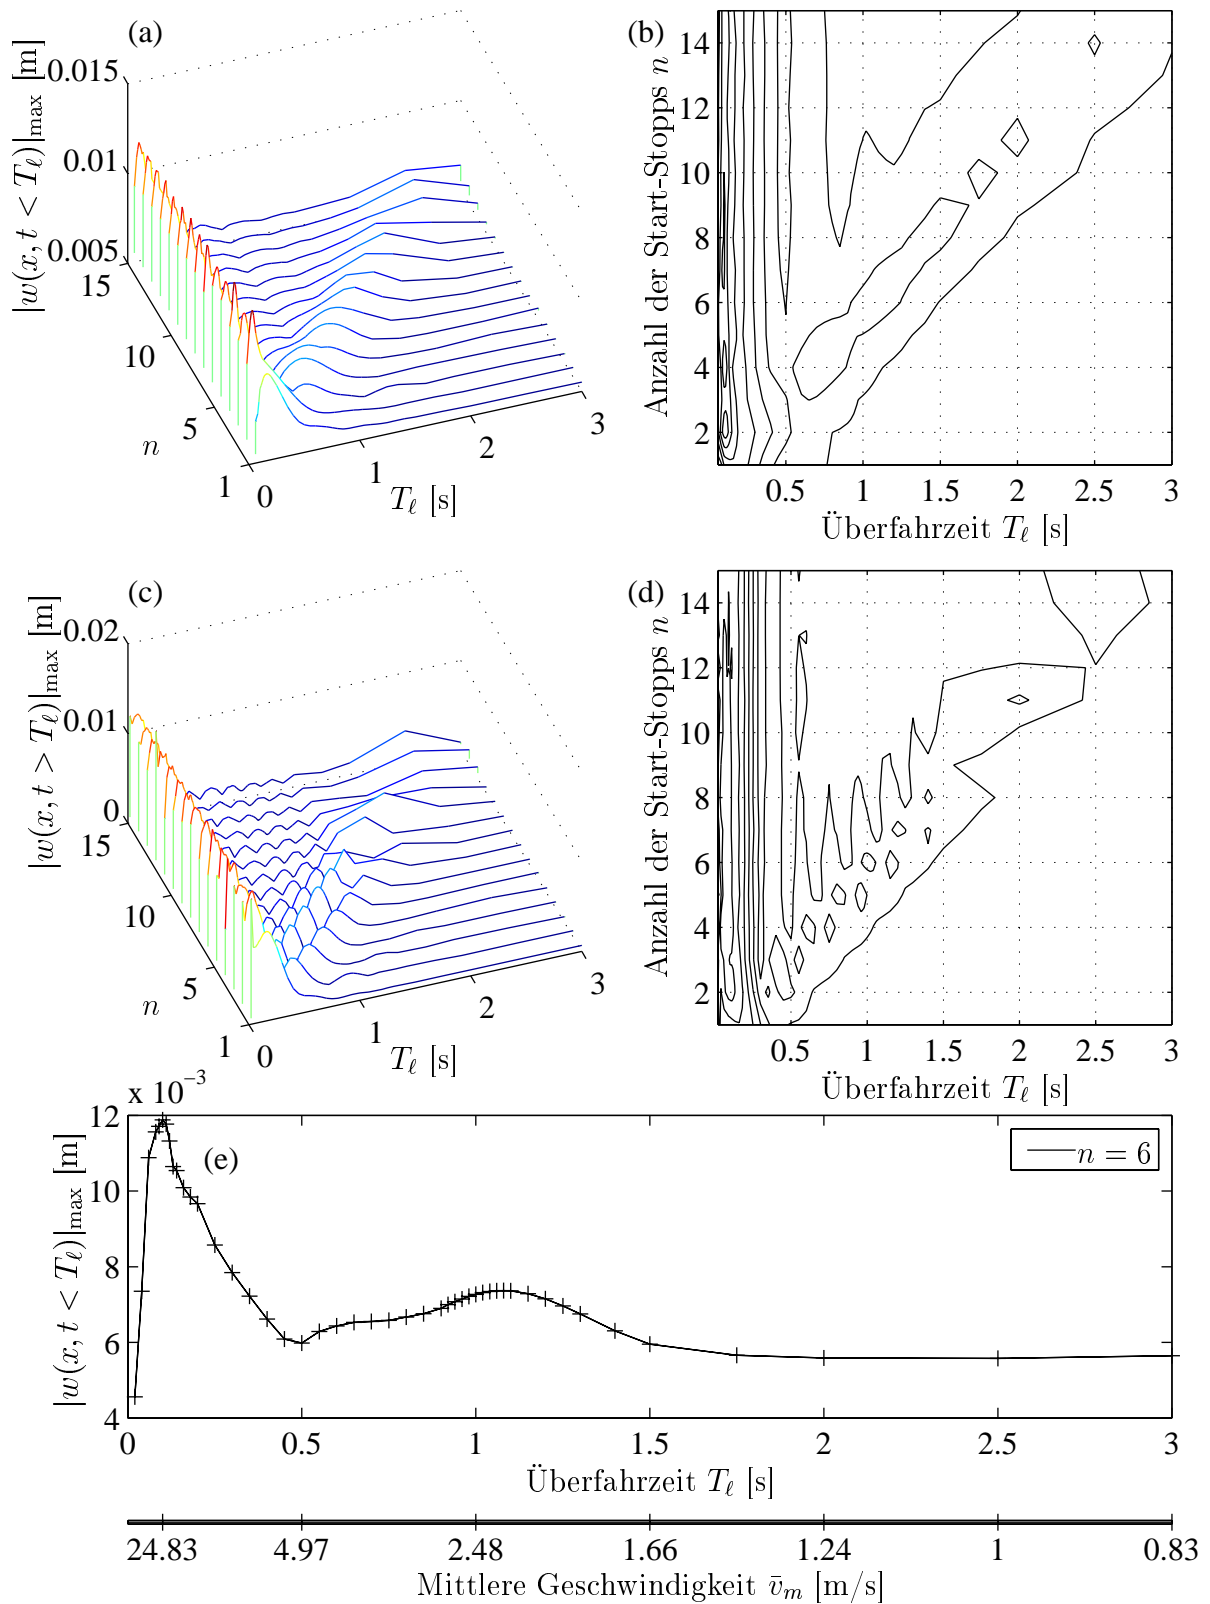 (a)
|w(x, t < Tℓ)|max [m]
0.015
0.01
0.005
15
10
5
1
n
0
1
2
3
Tℓ [s]
(b)
Anzahl der Start-Stopps n
14
12
10
8
6
4
2
0.5 1 1.5 2 2.5 3
Überfahrzeit Tℓ [s]
(c)
|w(x, t > Tℓ)|max [m]
0.02
0.01
0
15
10
5
1
n
0
1
2
3
Tℓ [s]
(d)
Anzahl der Start-Stopps n
14
12
10
8
6
4
2
0.5 1 1.5 2 2.5 3
Überfahrzeit Tℓ [s]
x 10−3
(e)
n = 6
|w(x, t < Tℓ)|max [m]
12
10
8
6
4
0 0.5 1 1.5 2 2.5 3
Überfahrzeit Tℓ [s]
24.83 4.97 2.48 1.66 1.24 1 0.83
Mittlere Geschwindigkeit v̄m [m/s]